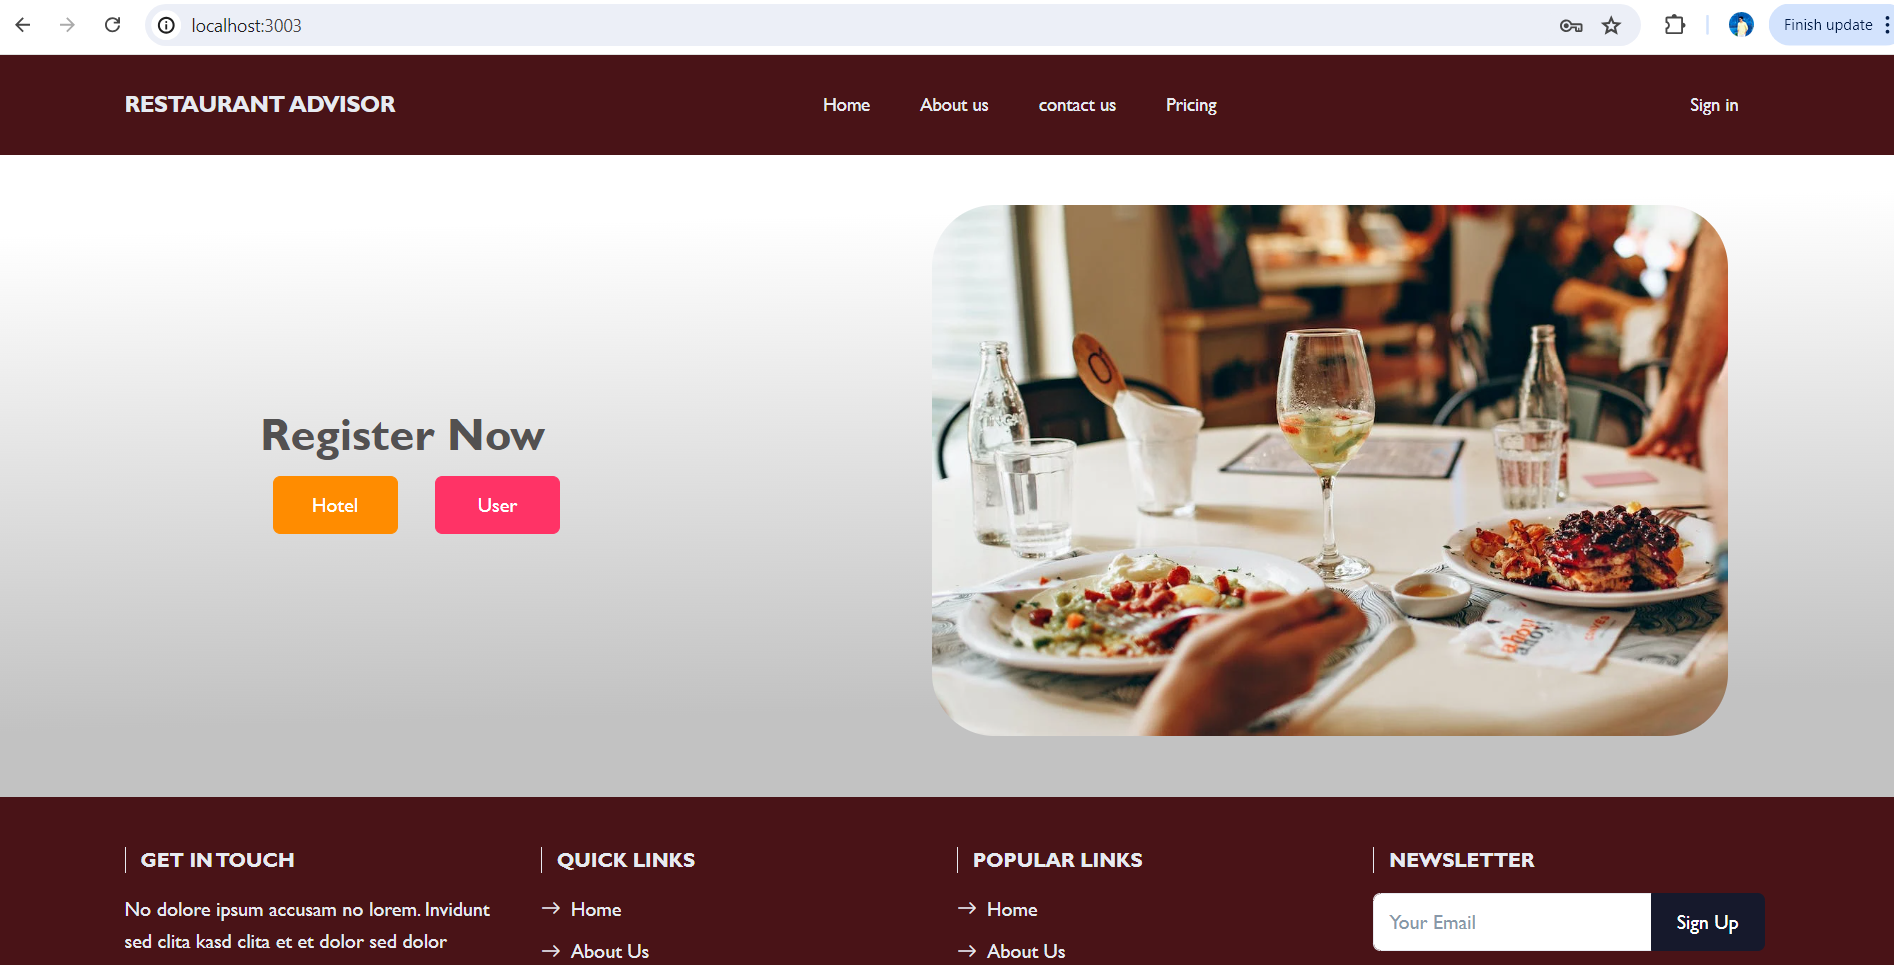 localhost:3003
Finish update
RESTAURANT ADVISOR
Home
About us
contact us
Pricing
Sign in
Register Now
Hotel
User
ahoy
ahoy!
GET IN TOUCH
No dolore ipsum accusam no lorem. Invidunt
sed clita kasd clita et et dolor sed dolor
QUICK LINKS
Home
About Us
POPULAR LINKS
Home
About Us
NEWSLETTER
Your Email
Sign Up